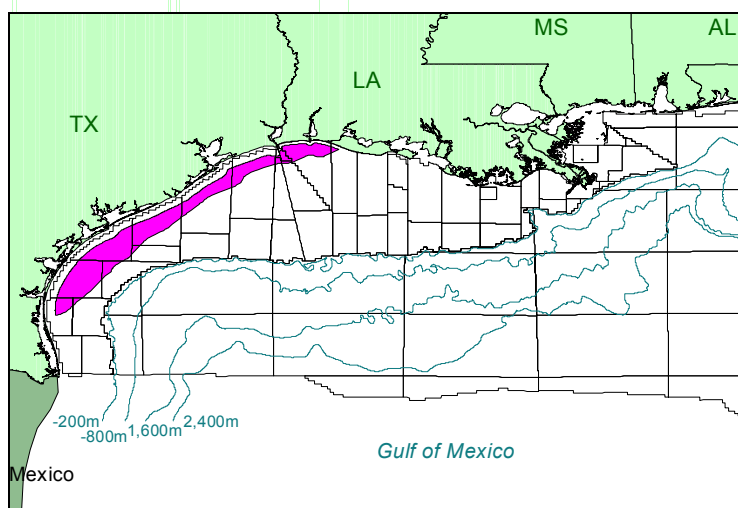 MS
AL
LA
TX
-200m
-800m
1,600m
2,400m
Gulf of Mexico
Mexico